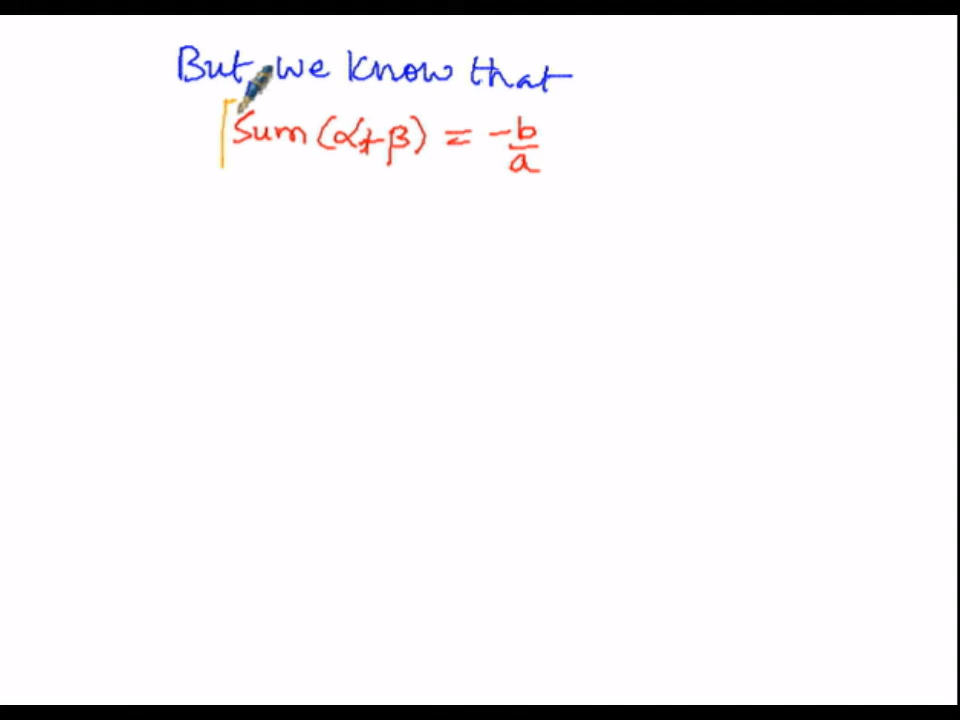 But we know that
Sum (α+β) = -b/a